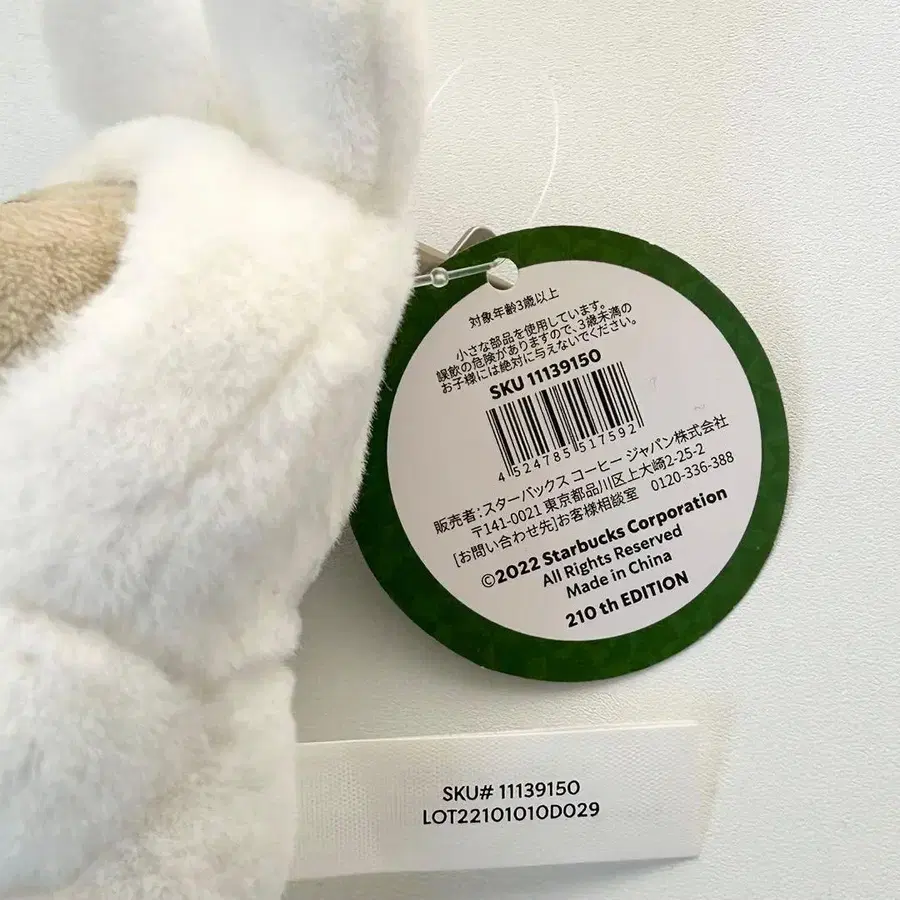 対象年齢3歳以上
小さな部品を使用しています。
誤飲の危険がありますので、3歳未満の
お子様には絶対に与えないでください。
SKU 11139150
4 524785 517592
販売者：スターバックス コーヒー ジャパン株式会社
〒141-0021 東京都品川区上大崎2-25-2
[お問い合わせ先]お客様相談室　0120-336-388
©2022 Starbucks Corporation
All Rights Reserved
Made in China
210 th EDITION
SKU# 11139150
LOT22101010D029